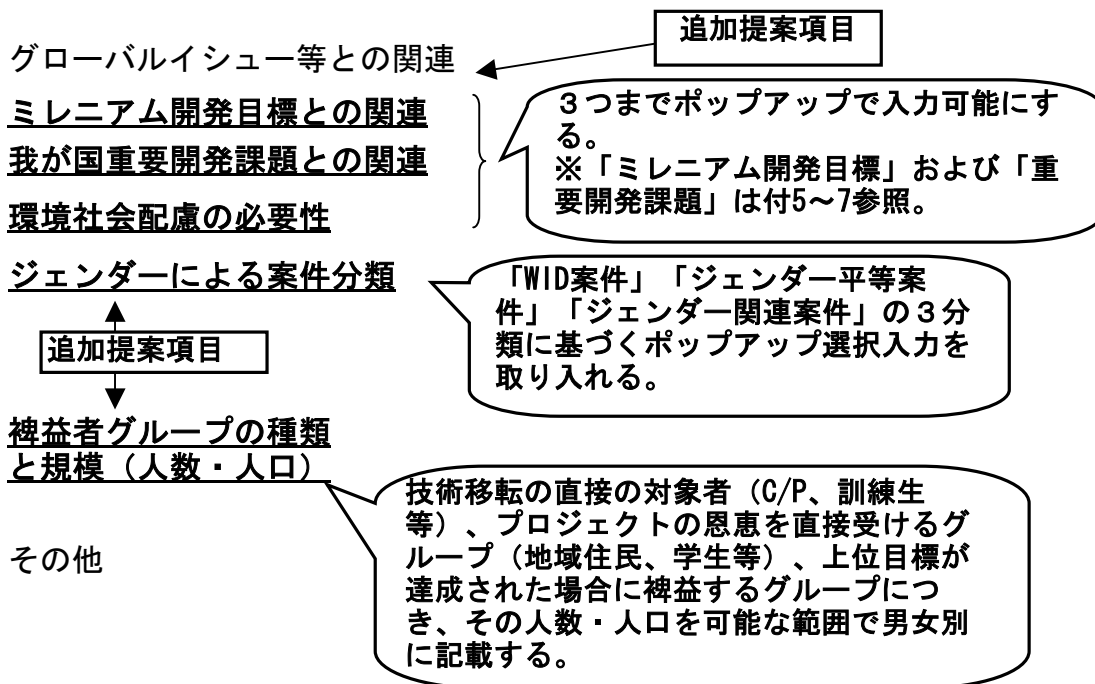 追加提案項目
グローバルイシュー等との関連
ミレニアム開発目標との関連
我が国重要開発課題との関連
環境社会配慮の必要性
３つまでポップアップで入力可能にす
る。
※「ミレニアム開発目標」および「重
要開発課題」は付5～7参照。
ジェンダーによる案件分類
「WID案件」「ジェンダー平等案
件」「ジェンダー関連案件」の３分
類に基づくポップアップ選択入力を
取り入れる。
追加提案項目
裨益者グループの種類
と規模（人数・人口）
技術移転の直接の対象者（C/P、訓練生
等）、プロジェクトの恩恵を直接受けるグ
ループ（地域住民、学生等）、上位目標が
達成された場合に裨益するグループにつ
き、その人数・人口を可能な範囲で男女別
に記載する。
その他